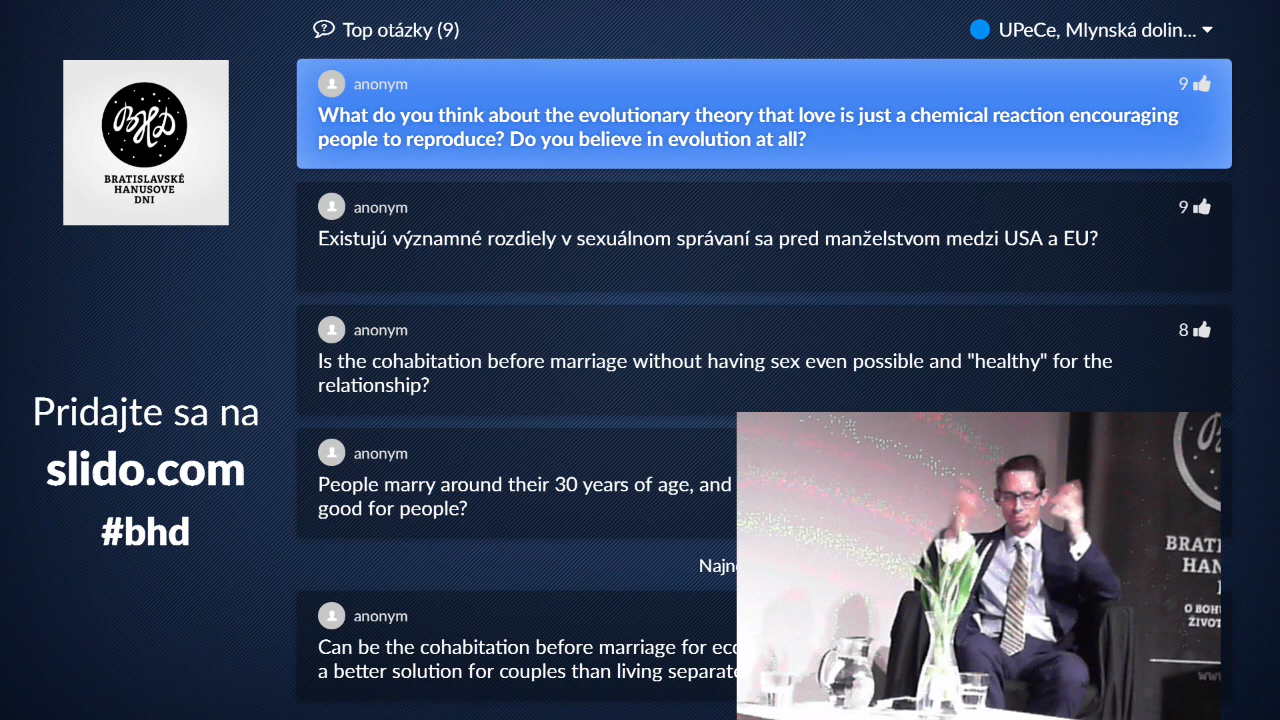 Top otázky (9)
UPeCe, Mlynská dolin...
BHD
BRATISLAVSKÉ
HANUSOVE
DNI
anonym
9
What do you think about the evolutionary theory that love is just a chemical reaction encouraging
people to reproduce? Do you believe in evolution at all?
anonym
9
Existujú významné rozdiely v sexuálnom správaní sa pred manželstvom medzi USA a EU?
anonym
8
Is the cohabitation before marriage without having sex even possible and "healthy" for the
relationship?
Pridajte sa na
slido.com
#bhd
anonym
People marry around their 30 years of age, and
good for people?
anonym
Can be the cohabitation before marriage for
a better solution for couples than living
BRATI
HAN
O BOH
ŽIVOT